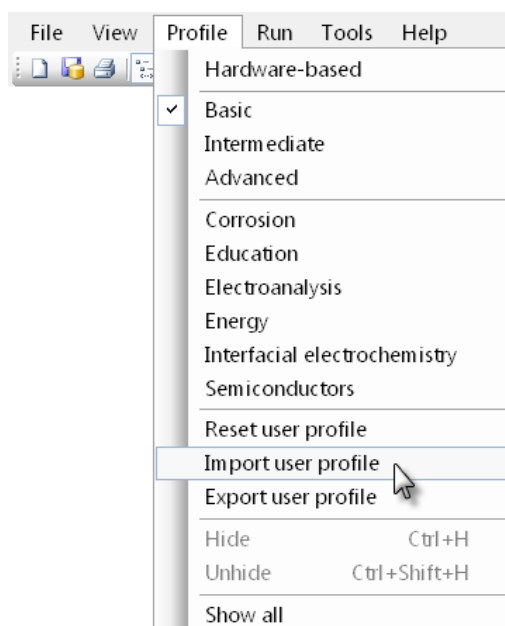 File View Profile Run Tools Help
Hardware-based
Basic
Intermediate
Advanced
Corrosion
Education
Electroanalysis
Energy
Interfacial electrochemistry
Semiconductors
Reset user profile
Import user profile
Export user profile
Hide Ctrl+H
Unhide Ctrl+Shift+H
Show all